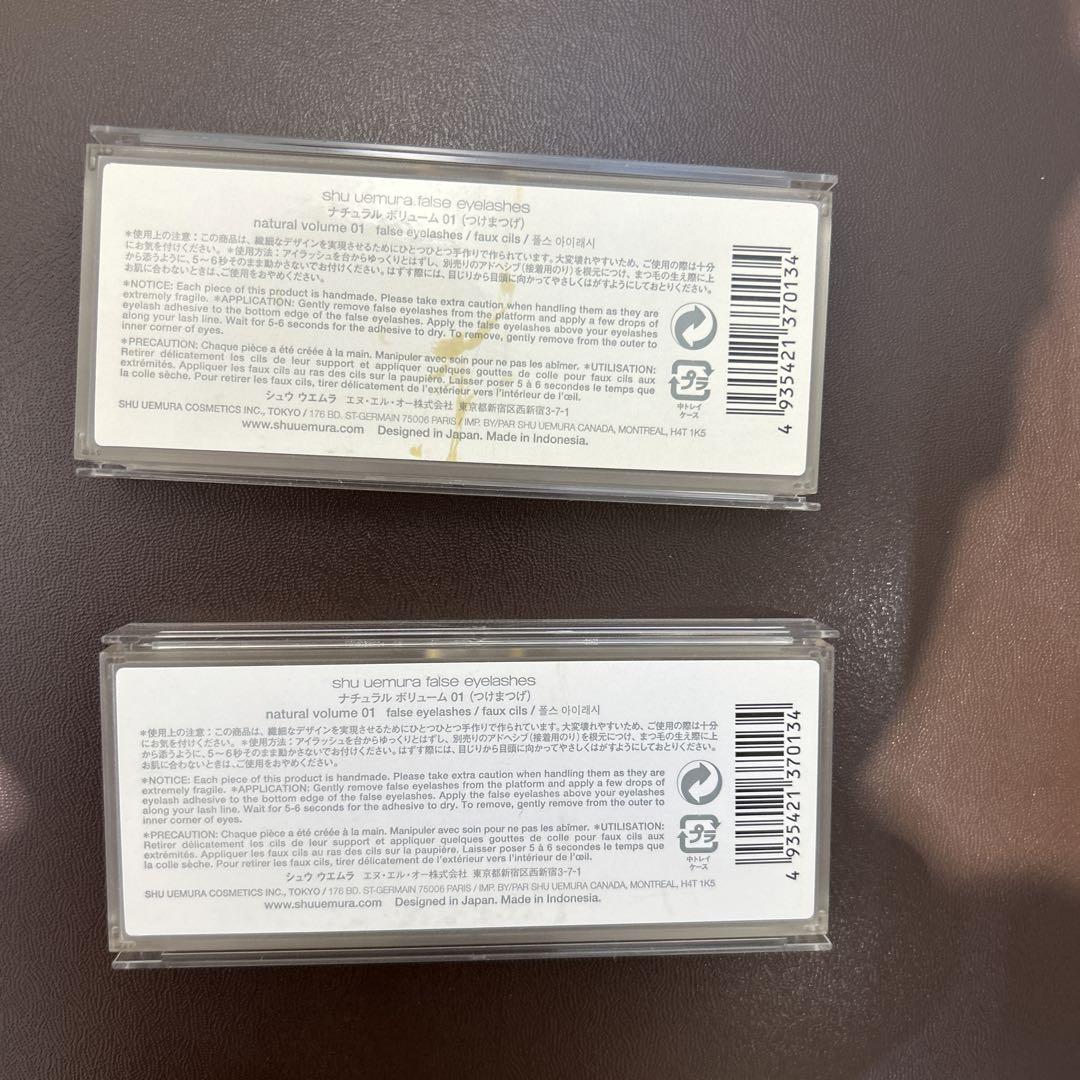 shu uemura false eyelashes
ナチュラル ボリューム 01 (つけまつげ)
natural volume 01 false eyelashes / faux cils / 폴스 아이래시
*使用上の注意：この商品は、繊細なデザインを実現させるためにひとつひとつ手作りで作られています。大変壊れやすいため、ご使用の際は十分
にお気を付けください。*使用方法：アイラッシュを台からゆっくりとはずし、別売りのアドヘシブ(接着用のり)を根元につけ、まつ毛の生え際に上
から添うように、5〜6秒そのまま動かさないでお付けください。はずす際には、目じりから目頭に向かってやさしくはがすようにしておとりください。
お肌に合わないときは、ご使用をおやめください。
*NOTICE: Each piece of this product is handmade. Please take extra caution when handling them as they are
extremely fragile. *APPLICATION: Gently remove false eyelashes from the platform and apply a few drops of
eyelash adhesive to the bottom edge of the false eyelashes. Apply the false eyelashes above your eyelashes
along your lash line. Wait for 5-6 seconds for the adhesive to dry. To remove, gently remove from the outer to
inner corner of eyes.
*PRECAUTION: Chaque pièce a été créée à la main. Manipuler avec soin pour ne pas les abîmer. *UTILISATION:
Retirer délicatement les cils de leur support et appliquer quelques gouttes de colle pour faux cils aux
extrémités. Appliquer les faux cils au ras des cils sur la paupière. Laisser poser 5 à 6 secondes le temps que
la colle sèche. Pour retirer les faux cils, tirer délicatement de l'extérieur vers l'intérieur de l'œil.
シュウ ウエムラ エヌ・エル・オー株式会社 東京都新宿区西新宿3-7-1
SHU UEMURA COSMETICS INC., TOKYO / 176 BD. ST-GERMAIN 75006 PARIS / IMP. BY/PAR SHU UEMURA CANADA, MONTREAL, H4T 1K5
www.shuuemura.com Designed in Japan. Made in Indonesia.
プラ
中トレイ
ケース
4 935421 370134
shu uemura false eyelashes
ナチュラル ボリューム 01 (つけまつげ)
natural volume 01 false eyelashes / faux cils / 폴스 아이래시
*使用上の注意：この商品は、繊細なデザインを実現させるためにひとつひとつ手作りで作られています。大変壊れやすいため、ご使用の際は十分
にお気を付けください。*使用方法：アイラッシュを台からゆっくりとはずし、別売りのアドヘシブ(接着用のり)を根元につけ、まつ毛の生え際に上
から添うように、5〜6秒そのまま動かさないでお付けください。はずす際には、目じりから目頭に向かってやさしくはがすようにしておとりください。
お肌に合わないときは、ご使用をおやめください。
*NOTICE: Each piece of this product is handmade. Please take extra caution when handling them as they are
extremely fragile. *APPLICATION: Gently remove false eyelashes from the platform and apply a few drops of
eyelash adhesive to the bottom edge of the false eyelashes. Apply the false eyelashes above your eyelashes
along your lash line. Wait for 5-6 seconds for the adhesive to dry. To remove, gently remove from the outer to
inner corner of eyes.
*PRECAUTION: Chaque pièce a été créée à la main. Manipuler avec soin pour ne pas les abîmer. *UTILISATION:
Retirer délicatement les cils de leur support et appliquer quelques gouttes de colle pour faux cils aux
extrémités. Appliquer les faux cils au ras des cils sur la paupière. Laisser poser 5 à 6 secondes le temps que
la colle sèche. Pour retirer les faux cils, tirer délicatement de l'extérieur vers l'intérieur de l'œil.
シュウ ウエムラ エヌ・エル・オー株式会社 東京都新宿区西新宿3-7-1
SHU UEMURA COSMETICS INC., TOKYO / 176 BD. ST-GERMAIN 75006 PARIS / IMP. BY/PAR SHU UEMURA CANADA, MONTREAL, H4T 1K5
www.shuuemura.com Designed in Japan. Made in Indonesia.
プラ
中トレイ
ケース
4 935421 370134